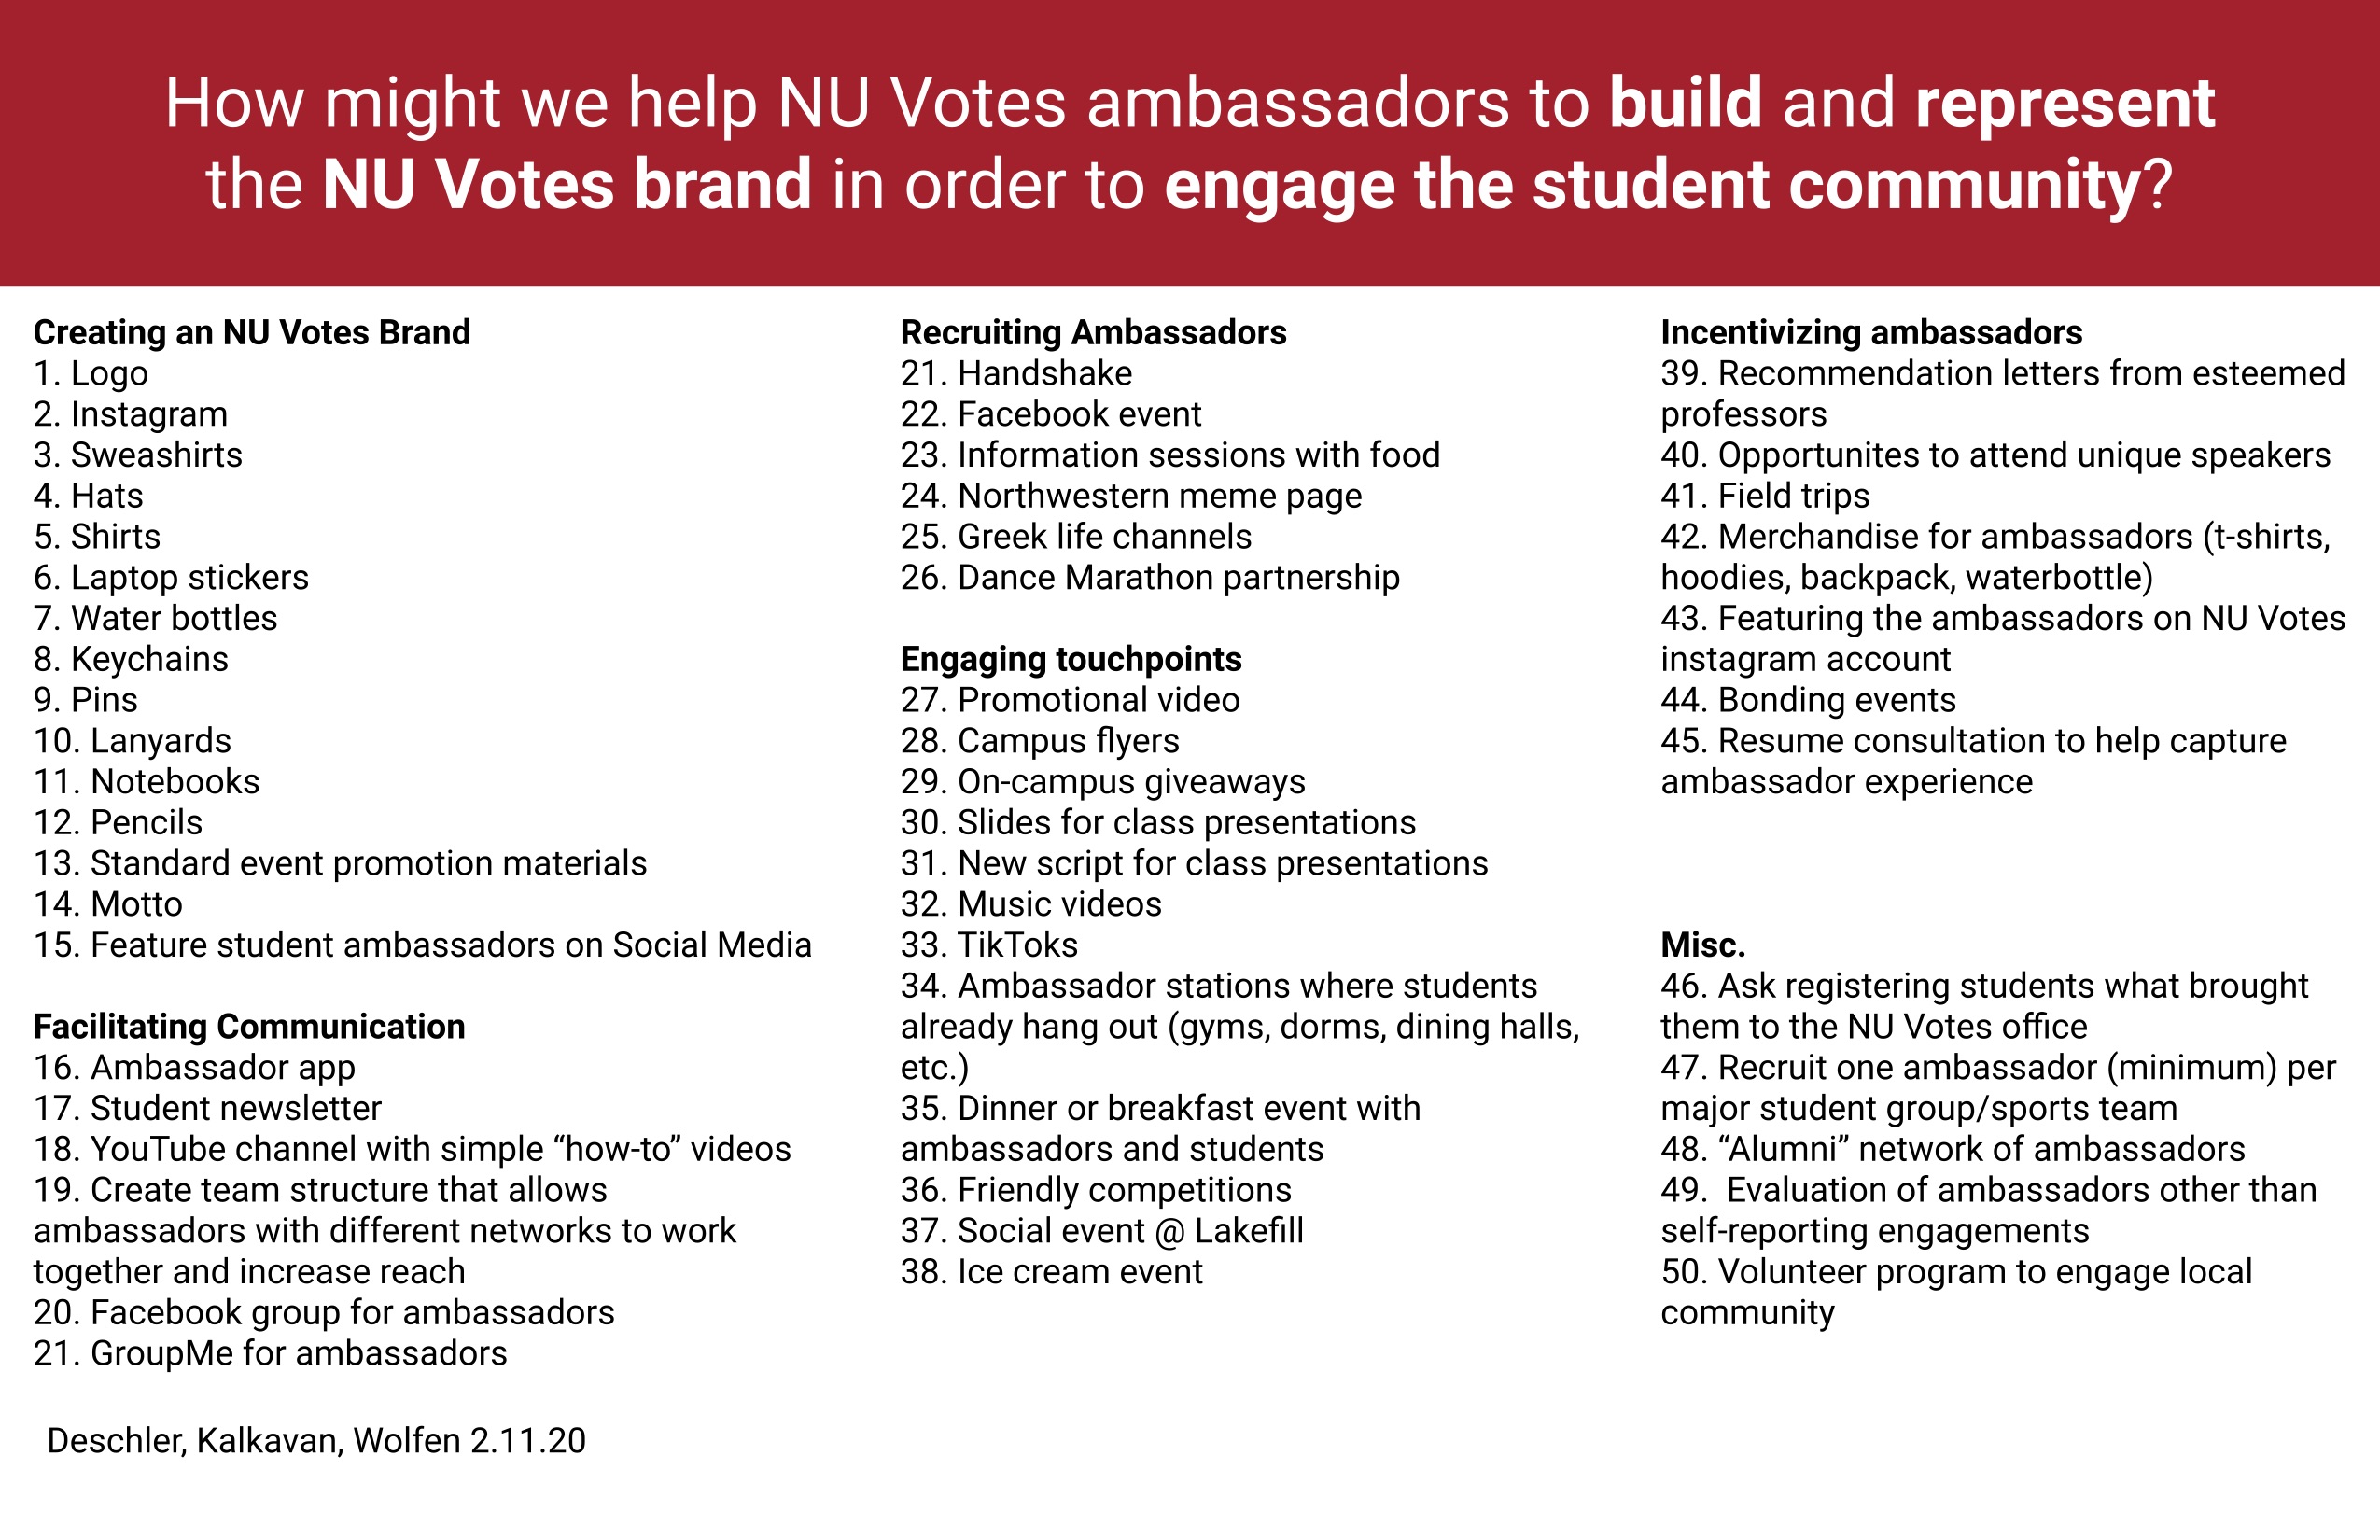 How might we help NU Votes ambassadors to build and represent
the NU Votes brand in order to engage the student community?
Creating an NU Votes Brand
1. Logo
2. Instagram
3. Sweashirts
4. Hats
5. Shirts
6. Laptop stickers
7. Water bottles
8. Keychains
9. Pins
10. Lanyards
11. Notebooks
12. Pencils
13. Standard event promotion materials
14. Motto
15. Feature student ambassadors on Social Media
Facilitating Communication
16. Ambassador app
17. Student newsletter
18. YouTube channel with simple “how-to” videos
19. Create team structure that allows
ambassadors with different networks to work
together and increase reach
20. Facebook group for ambassadors
21. GroupMe for ambassadors
Deschler, Kalkavan, Wolfen 2.11.20
Recruiting Ambassadors
21. Handshake
22. Facebook event
23. Information sessions with food
24. Northwestern meme page
25. Greek life channels
26. Dance Marathon partnership
Engaging touchpoints
27. Promotional video
28. Campus flyers
29. On-campus giveaways
30. Slides for class presentations
31. New script for class presentations
32. Music videos
33. TikToks
34. Ambassador stations where students
already hang out (gyms, dorms, dining halls,
etc.)
35. Dinner or breakfast event with
ambassadors and students
36. Friendly competitions
37. Social event @ Lakefill
38. Ice cream event
Incentivizing ambassadors
39. Recommendation letters from esteemed
professors
40. Opportunites to attend unique speakers
41. Field trips
42. Merchandise for ambassadors (t-shirts,
hoodies, backpack, waterbottle)
43. Featuring the ambassadors on NU Votes
instagram account
44. Bonding events
45. Resume consultation to help capture
ambassador experience
Misc.
46. Ask registering students what brought
them to the NU Votes office
47. Recruit one ambassador (minimum) per
major student group/sports team
48. “Alumni” network of ambassadors
49.  Evaluation of ambassadors other than
self-reporting engagements
50. Volunteer program to engage local
community